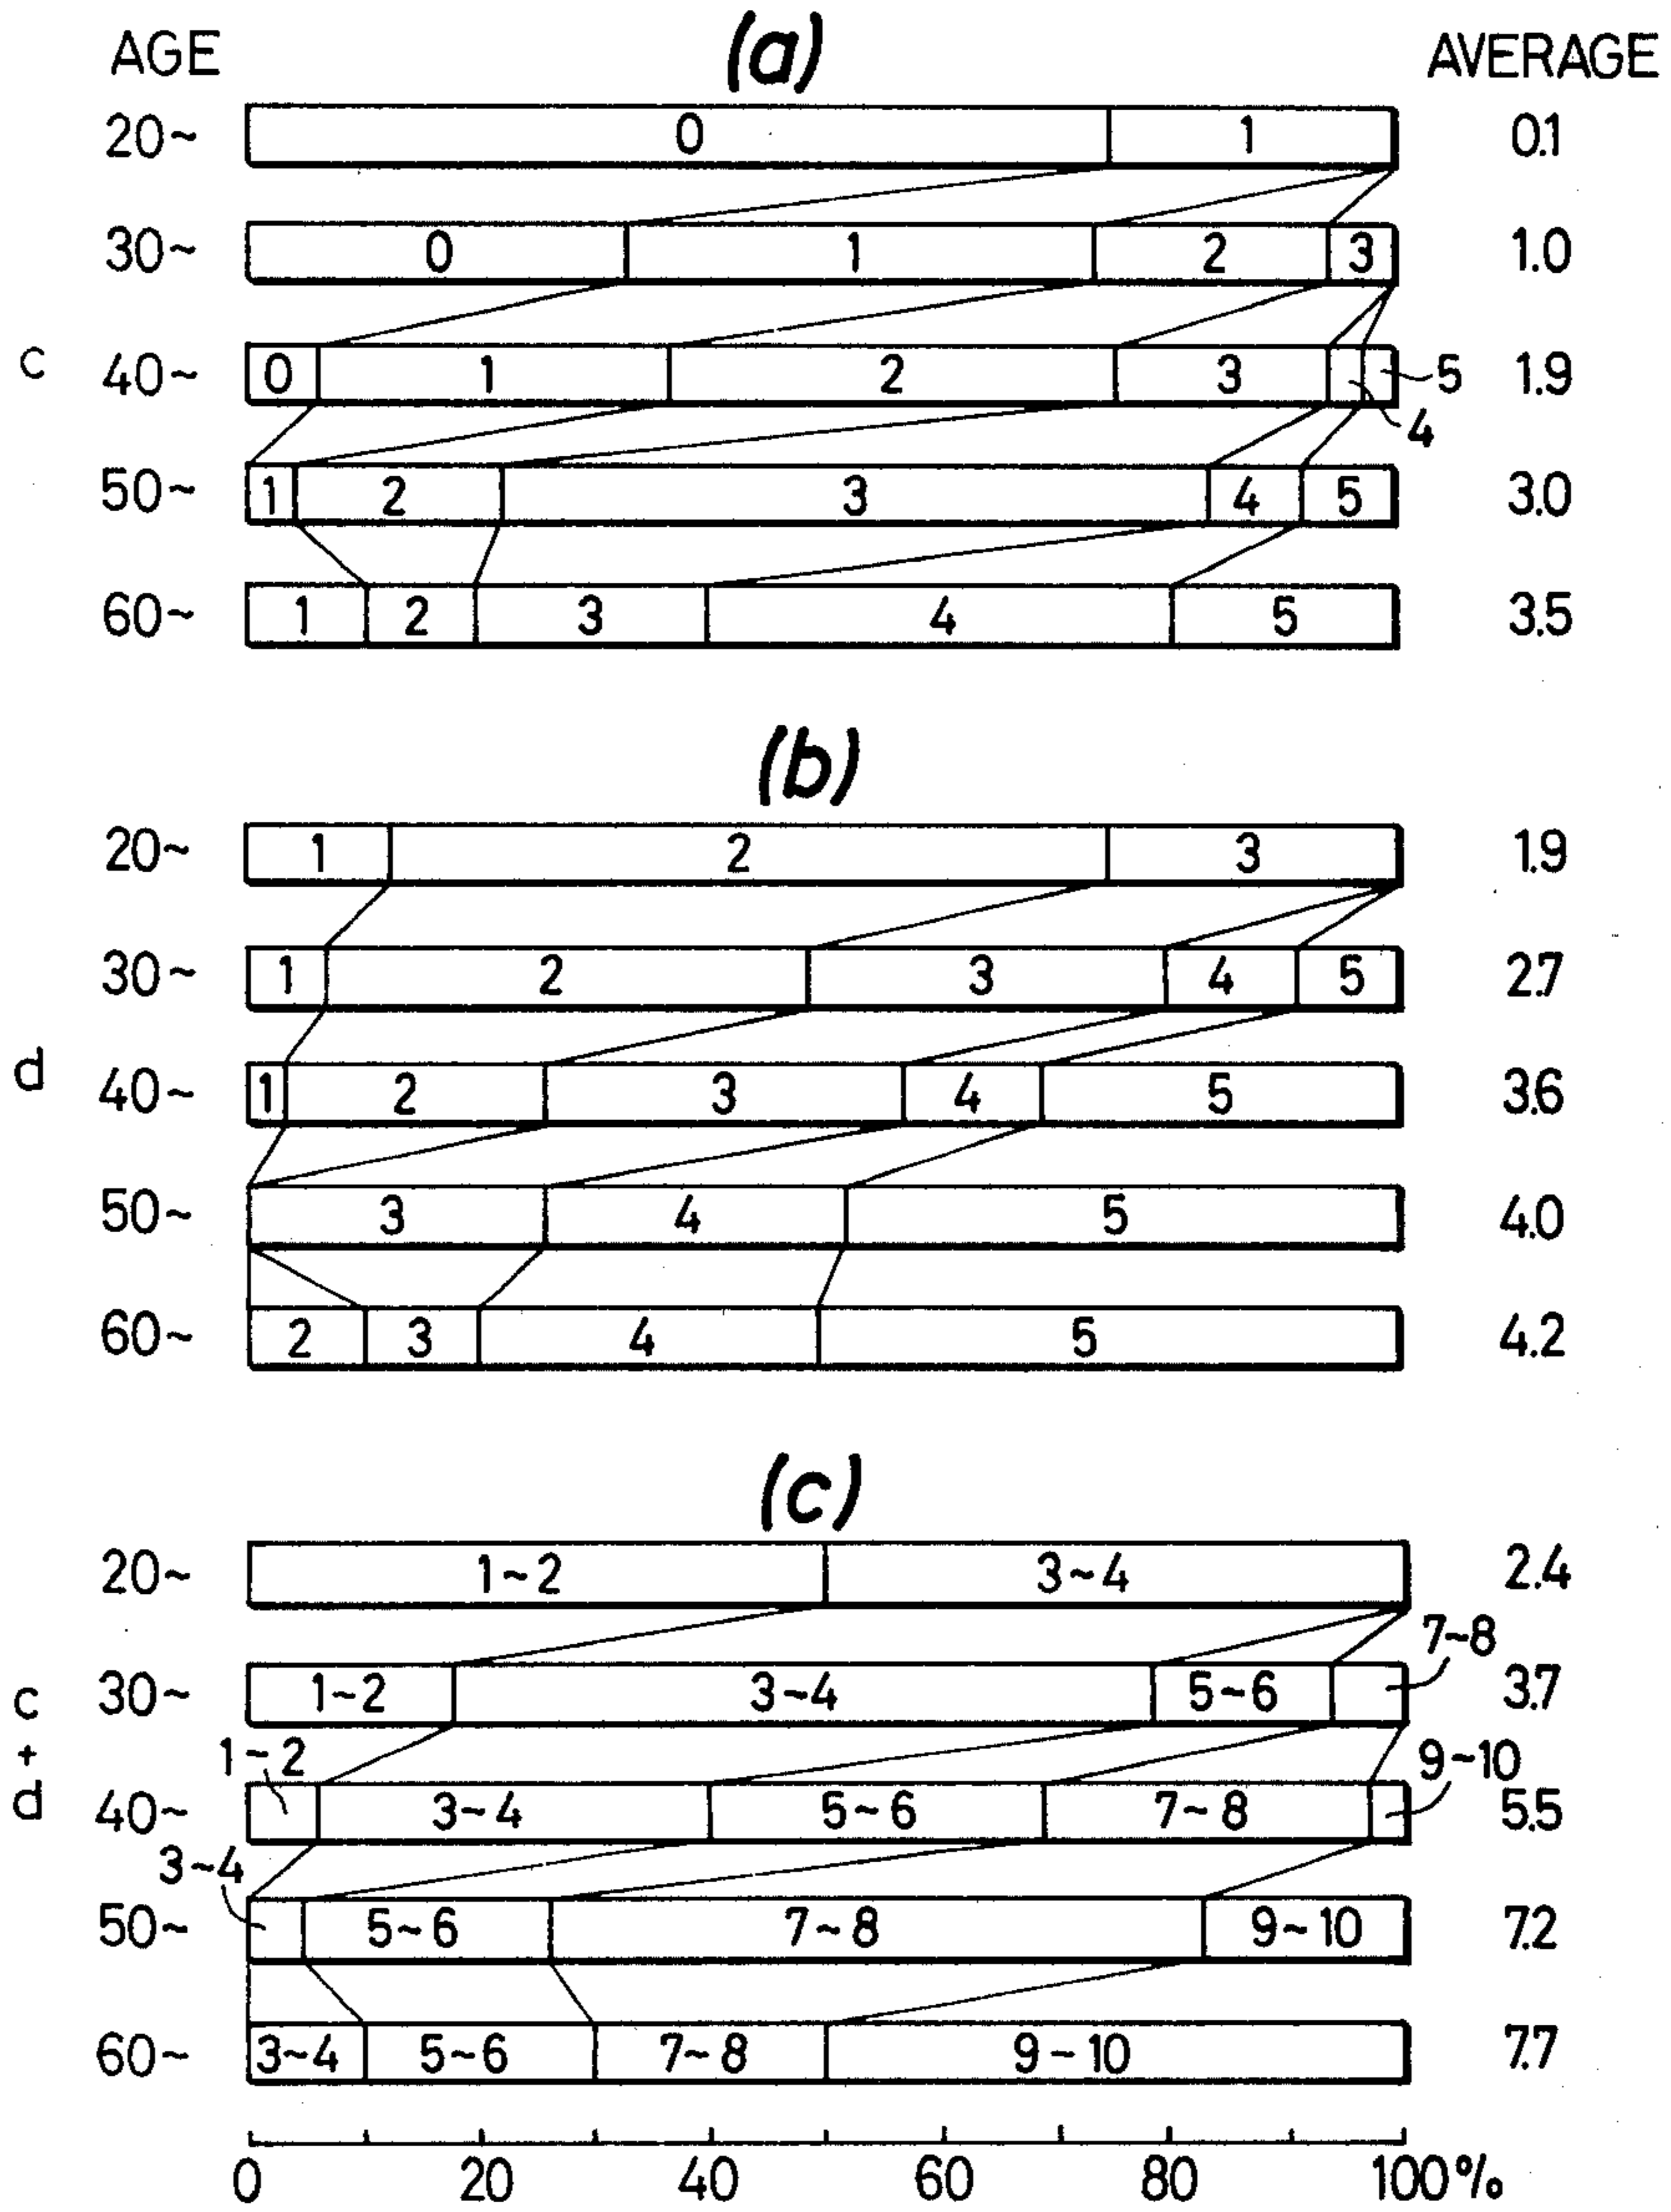 (a)
AGE AVERAGE
20~ 0 1 0.1
30~ 0 1 2 3 1.0
c 40~ 0 1 2 3 5 1.9
4
50~ 1 2 3 4 5 3.0
60~ 1 2 3 4 5 3.5
(b)
20~ 1 2 3 1.9
30~ 1 2 3 4 5 2.7
d 40~ 1 2 3 4 5 3.6
50~ 3 4 5 4.0
60~ 2 3 4 5 4.2
(c)
20~ 1~2 3~4 2.4
7~8
30~ 1~2 3~4 5~6 3.7
c
+
d
1~2 9~10
40~ 3~4 5~6 7~8 5.5
3~4
50~ 5~6 7~8 9~10 7.2
60~ 3~4 5~6 7~8 9~10 7.7
0 20 40 60 80 100%